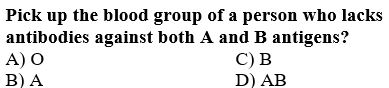 Pick up the blood group of a person who lacks
antibodies against both A and B antigens?
A) O C) B
B) A D) AB